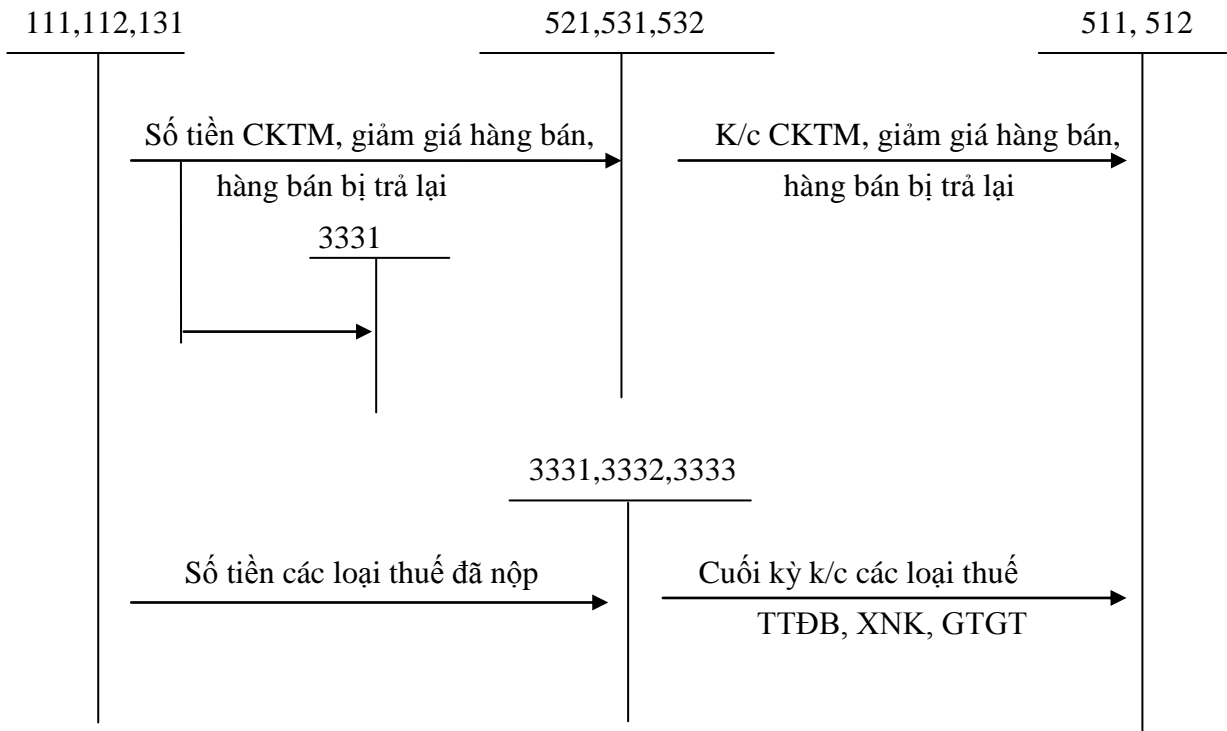 111,112,131
521,531,532
511, 512
Số tiền CKTM, giảm giá hàng bán,
hàng bán bị trả lại
K/c CKTM, giảm giá hàng bán,
hàng bán bị trả lại
3331
3331,3332,3333
Số tiền các loại thuế đã nộp
Cuối kỳ k/c các loại thuế
TTĐB, XNK, GTGT